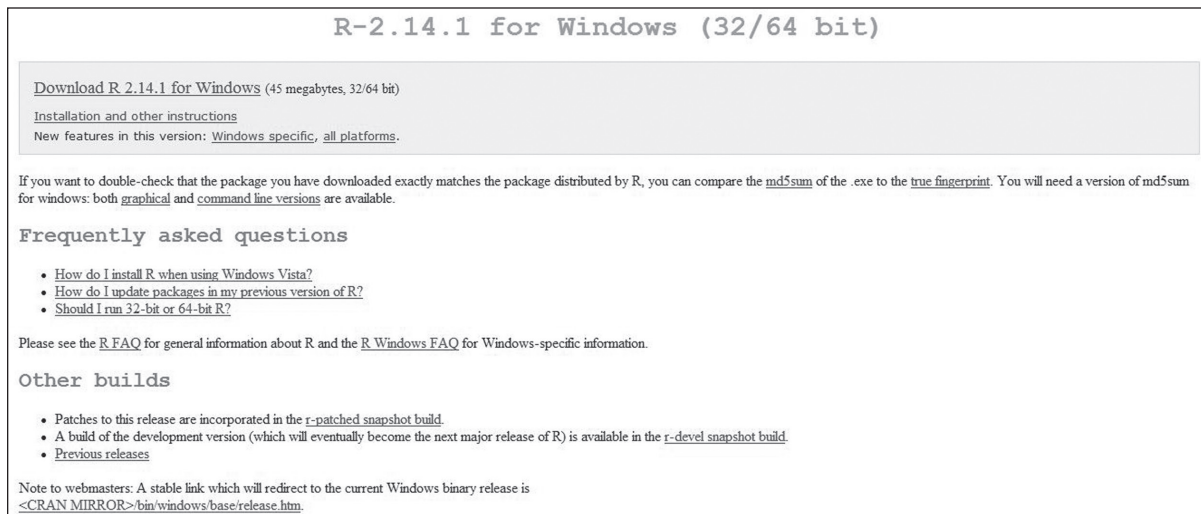 R-2.14.1 for Windows (32/64 bit)
Download R 2.14.1 for Windows (45 megabytes, 32/64 bit)
Installation and other instructions
New features in this version: Windows specific, all platforms.
If you want to double-check that the package you have downloaded exactly matches the package distributed by R, you can compare the md5sum of the .exe to the true fingerprint. You will need a version of md5sum
for windows: both graphical and command line versions are available.
Frequently asked questions
• How do I install R when using Windows Vista?
• How do I update packages in my previous version of R?
• Should I run 32-bit or 64-bit R?
Please see the R FAQ for general information about R and the R Windows FAQ for Windows-specific information.
Other builds
• Patches to this release are incorporated in the r-patched snapshot build.
• A build of the development version (which will eventually become the next major release of R) is available in the r-devel snapshot build.
• Previous releases
Note to webmasters: A stable link which will redirect to the current Windows binary release is
<CRAN MIRROR>/bin/windows/base/release.htm.